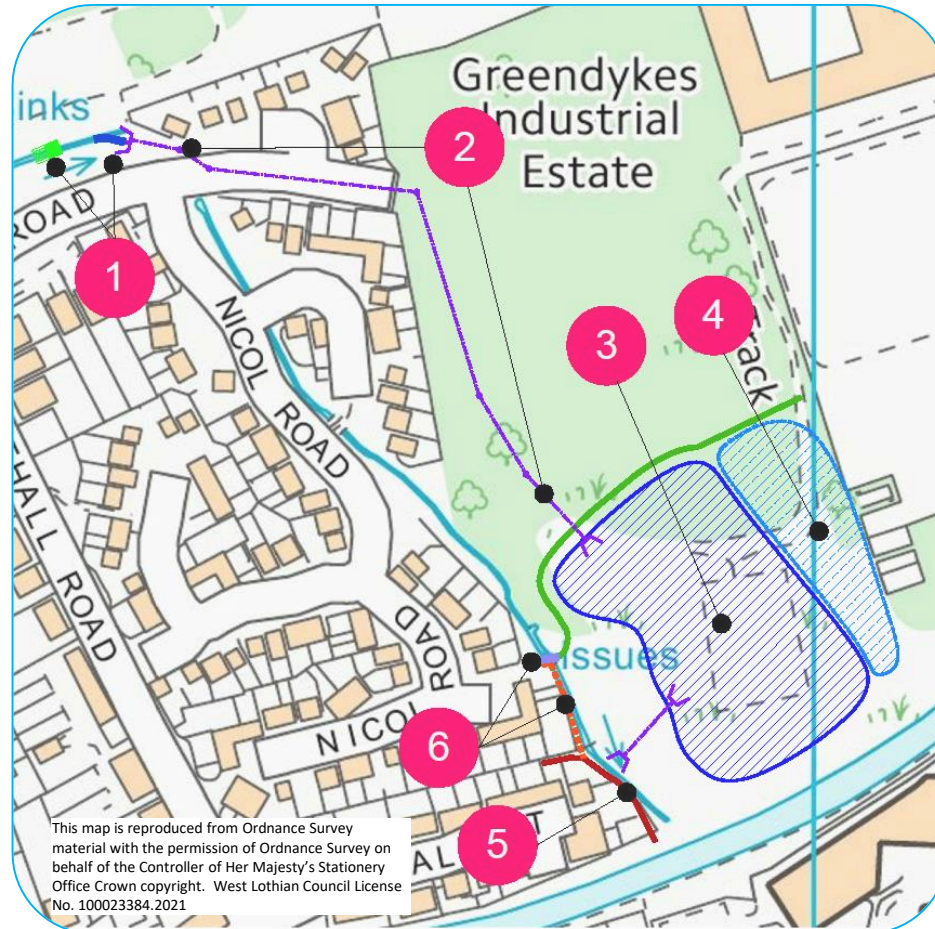 Greendykes
Industrial
Estate
inks
2
ROAD
1
NICOL
ROAD
3
4
Track
HALL ROAD
ROAD
issues
NICOL
6
5
AL
T
This map is reproduced from Ordnance Survey
material with the permission of Ordnance Survey on
behalf of the Controller of Her Majesty’s Stationery
Office Crown copyright. West Lothian Council License
No. 100023384.2021